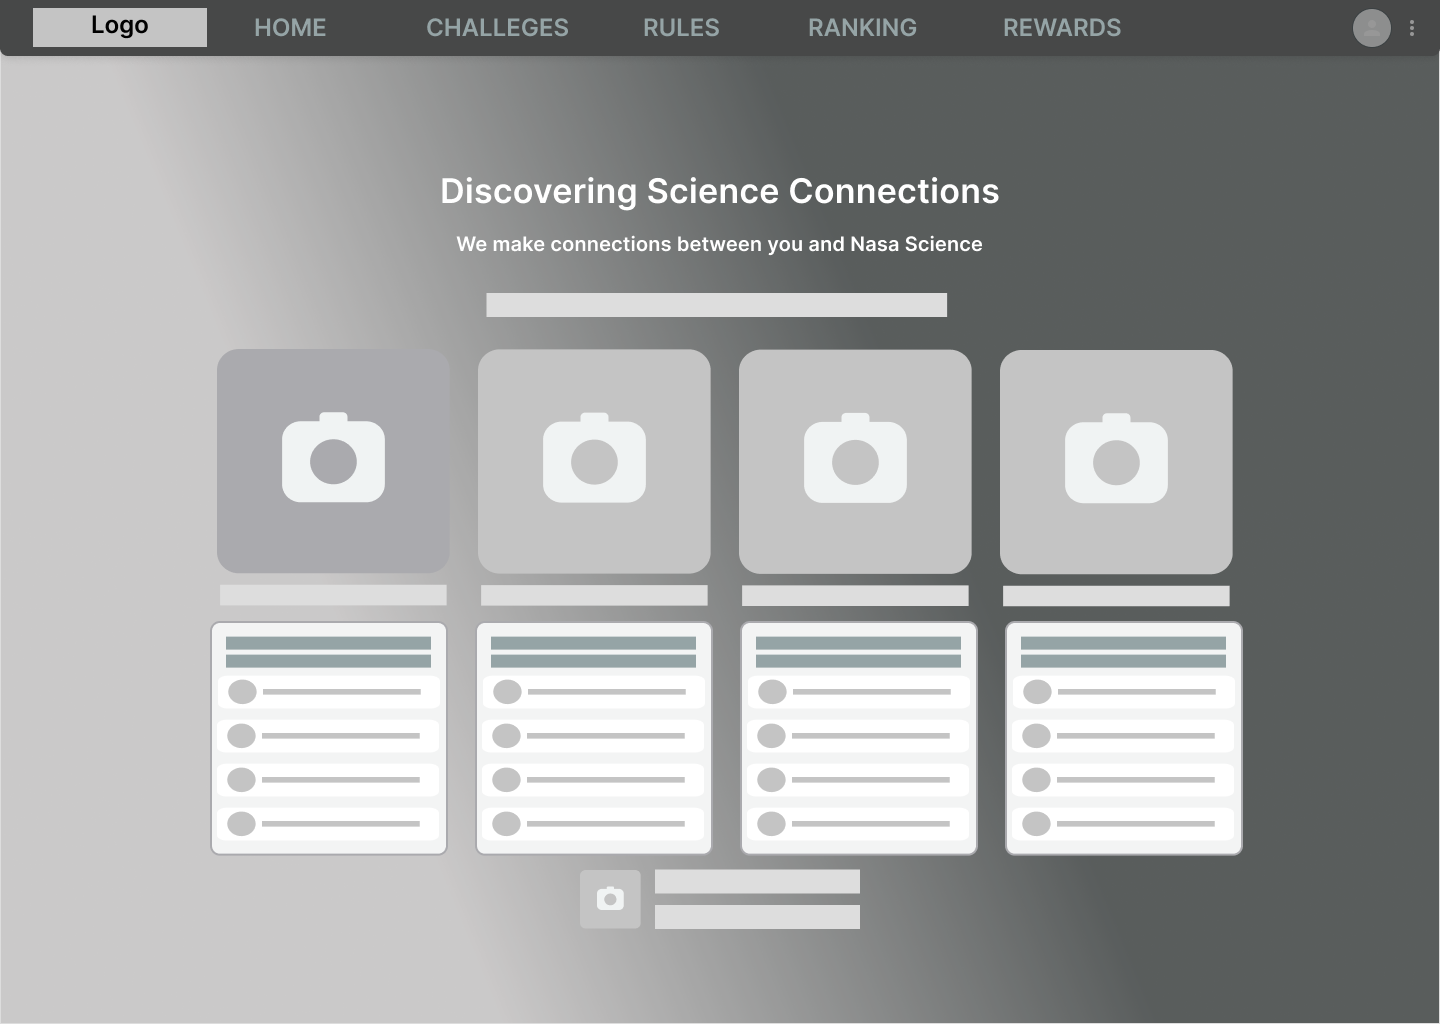 Logo
HOME
CHALLEGES
RULES
RANKING
REWARDS
Discovering Science Connections
We make connections between you and Nasa Science